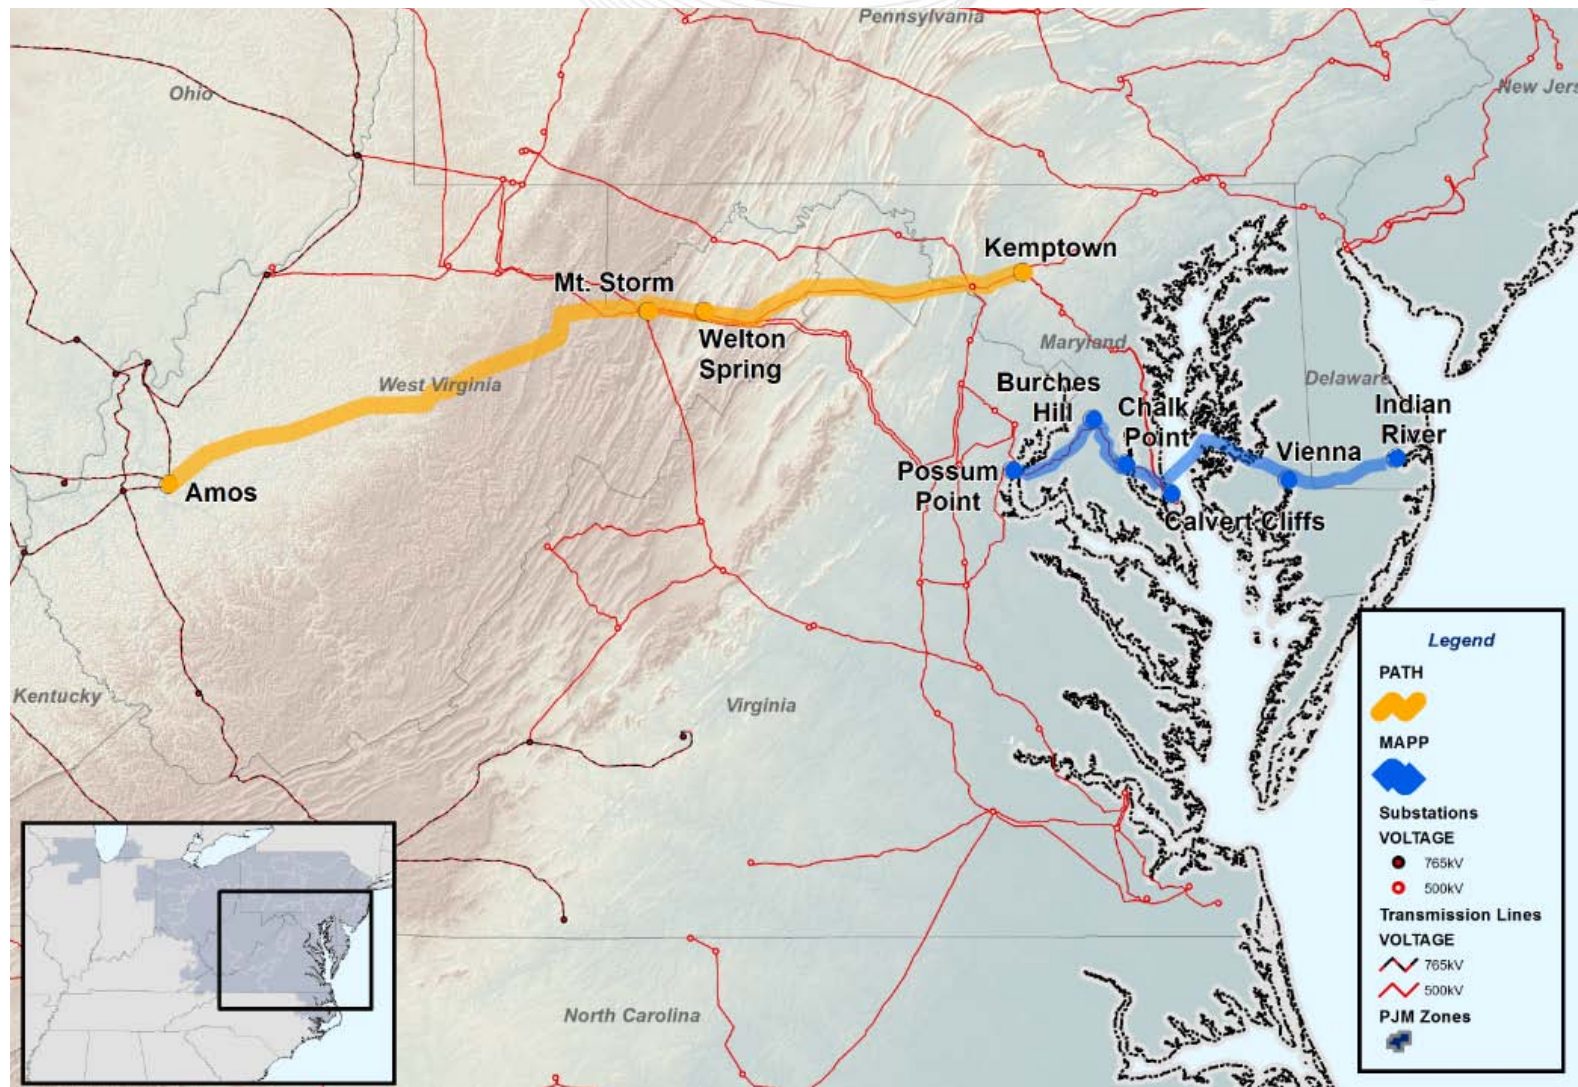 Pennsylvania
Ohio
New Jers
Kemptown
Mt. Storm
Welton
Spring
Maryland
West Virginia
Delaware
Burches
Hill
Chalk
Point
Indian
River
Vienna
Possum
Point
Amos
Calvert Cliffs
Kentucky
Virginia
North Carolina
Legend
PATH
MAPP
Substations
VOLTAGE
765kV
500kV
Transmission Lines
VOLTAGE
765kV
500kV
PJM Zones